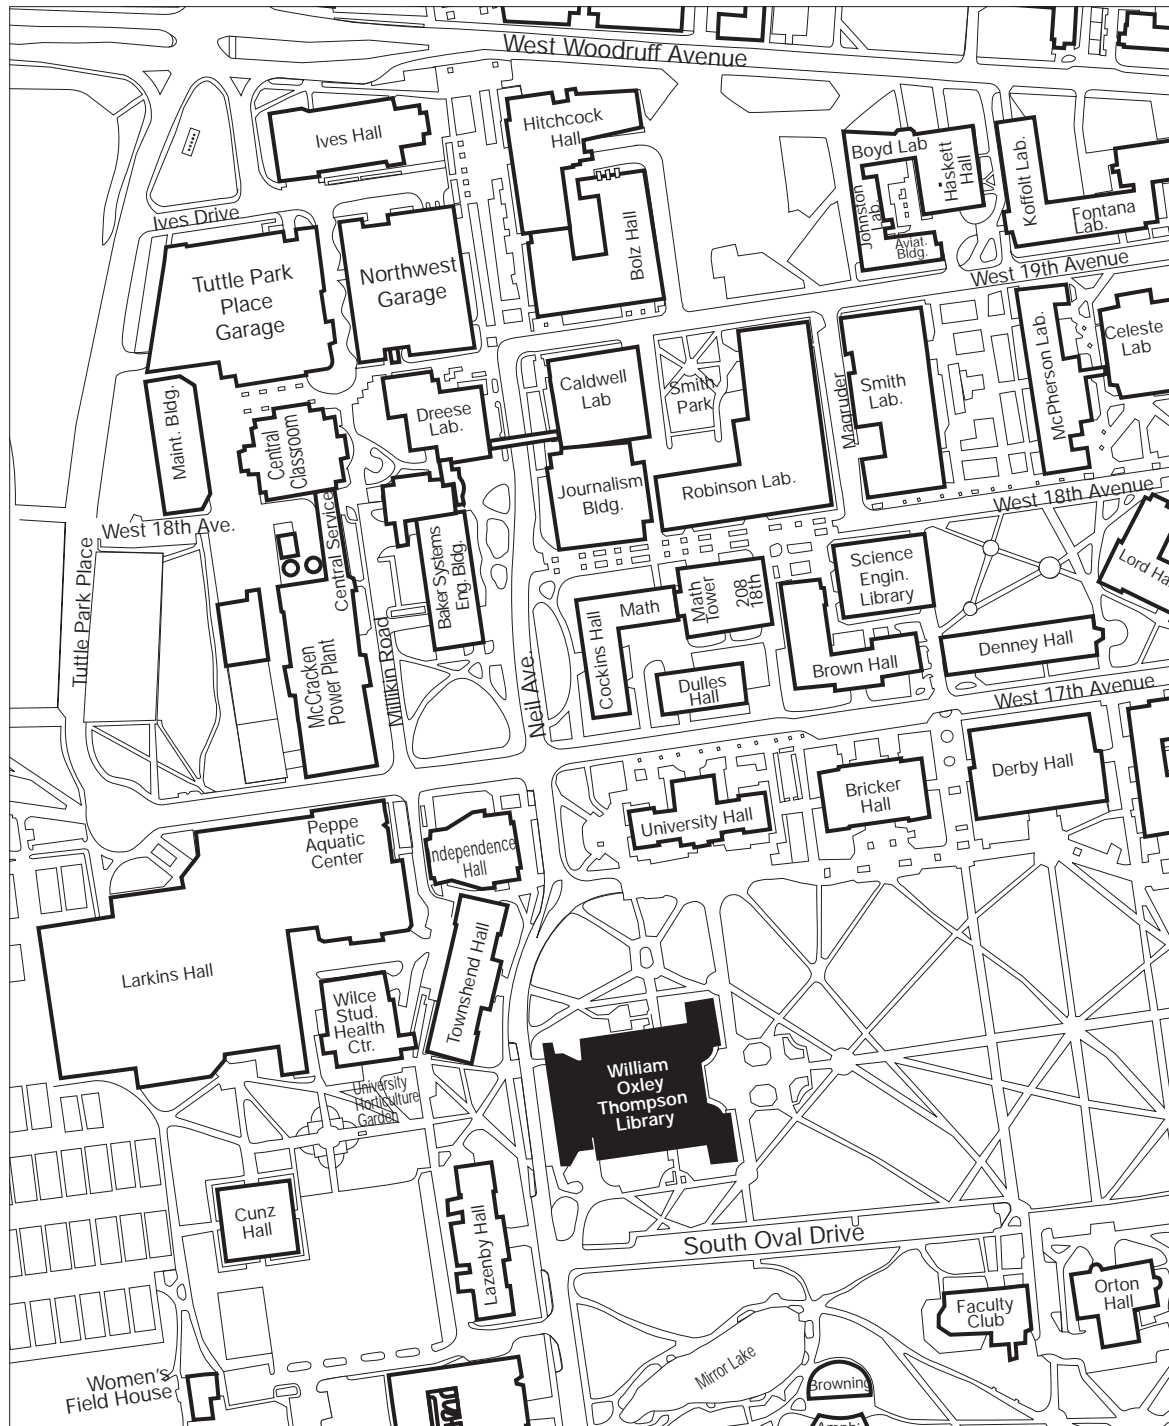 West Woodruff Avenue
Ives Hall
Hitchcock
Hall
Boyd Lab
Haskett
Hall
Koffolt Lab.
Johnston
Lab.
Fontana
Lab.
Aviat.
Bldg.
Ives Drive
Tuttle Park
Place
Garage
Northwest
Garage
Bolz Hall
West 19th Avenue
McPherson Lab.
Celeste
Lab
Caldwell
Lab
Smith
Park
Magruder
Smith
Lab.
Maint. Bldg.
Central
Classroom
Dreese
Lab.
Journalism
Bldg.
Robinson Lab.
West 18th Avenue
West 18th Ave.
Central Service
Baker Systems
Eng. Bldg.
Science
Engin.
Library
Lord Ha
Tuttle Park Place
Math
Math
Tower
208
18th
Cockins Hall
Dulles
Hall
Brown Hall
Denney Hall
McCracken
Power Plant
Millikin Road
Neil Ave.
West 17th Avenue
Derby Hall
Bricker
Hall
University Hall
Peppe
Aquatic
Center
Independence
Hall
Larkins Hall
Townshend Hall
Wilce
Stud.
Health
Ctr.
William
Oxley
Thompson
Library
University
Horticulture
Garden
Cunz
Hall
Lazenby Hall
South Oval Drive
Faculty
Club
Orton
Hall
Mirror Lake
Browning
Women's
Field House